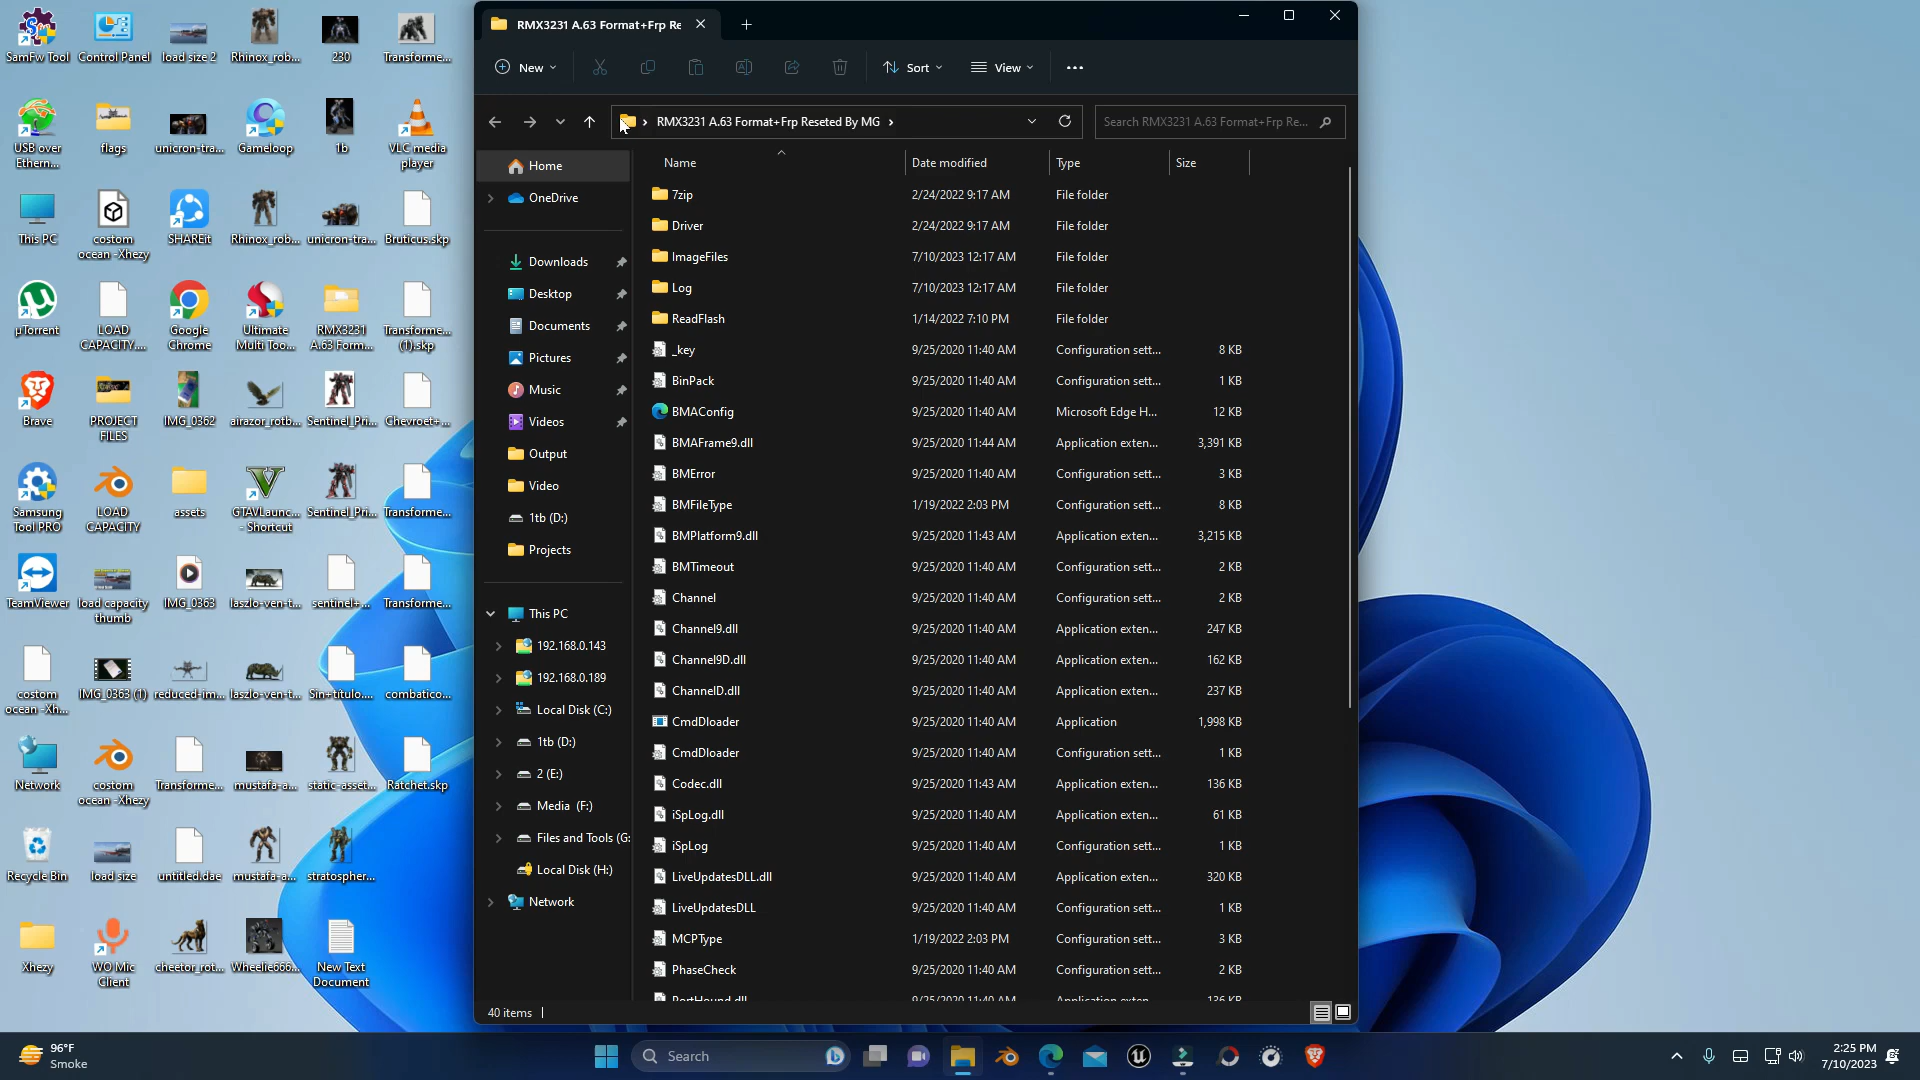 SamFw Tool
Control Panel
load size 2
Rhinox_rob...
230
Transforme...
USB over
Ethern...
flags
unicron-tra...
Gameloop
1b
VLC media
player
This PC
costom
ocean -Xhezy
SHAREit
Rhinox_rob...
unicron-tra...
Bruticus.skp
µTorrent
LOAD
CAPACITY....
Google
Chrome
Ultimate
Multi Too...
RMX3231
A.63 Form...
Transforme...
(1).skp
Brave
PROJECT
FILES
IMG_0362
airazor_rotb...
Sentinel_Pri...
Chevroet+...
Samsung
Tool PRO
LOAD
CAPACITY
assets
GTAVLaunc...
- Shortcut
Sentinel_Pri...
Transforme...
TeamViewer
load capacity
thumb
IMG_0363
laszlo-ven-t...
sentinel+...
Transforme...
costom
ocean -Xh...
IMG_0363 (1)
reduced-im...
laszlo-ven-t...
Sin+titulo....
combatico...
Network
costom
ocean -Xhezy
Transforme...
mustafa-a...
static-asset...
Ratchet.skp
Recycle Bin
load size
untitled.dae
mustafa-a...
stratospher...
Xhezy
WO Mic
Client
cheetor_rot...
Wheelie666...
New Text
Document
RMX3231 A.63 Format+Frp Re
New
Sort
View
RMX3231 A.63 Format+Frp Reseted By MG
Search RMX3231 A.63 Format+Frp Re...
Home
OneDrive
Downloads
Desktop
Documents
Pictures
Music
Videos
Output
Video
1tb (D:)
Projects
This PC
192.168.0.143
192.168.0.189
Local Disk (C:)
1tb (D:)
2 (E:)
Media (F:)
Files and Tools (G:
Local Disk (H:)
Network
Name Date modified Type Size
7zip 2/24/2022 9:17 AM File folder
Driver 2/24/2022 9:17 AM File folder
ImageFiles 7/10/2023 12:17 AM File folder
Log 7/10/2023 12:17 AM File folder
ReadFlash 1/14/2022 7:10 PM File folder
_key 9/25/2020 11:40 AM Configuration sett... 8 KB
BinPack 9/25/2020 11:40 AM Configuration sett... 1 KB
BMAConfig 9/25/2020 11:40 AM Microsoft Edge H... 12 KB
BMAFrame9.dll 9/25/2020 11:44 AM Application exten... 3,391 KB
BMError 9/25/2020 11:40 AM Configuration sett... 3 KB
BMFileType 1/19/2022 2:03 PM Configuration sett... 8 KB
BMPlatform9.dll 9/25/2020 11:43 AM Application exten... 3,215 KB
BMTimeout 9/25/2020 11:40 AM Configuration sett... 2 KB
Channel 9/25/2020 11:40 AM Configuration sett... 2 KB
Channel9.dll 9/25/2020 11:40 AM Application exten... 247 KB
Channel9D.dll 9/25/2020 11:40 AM Application exten... 162 KB
ChannelD.dll 9/25/2020 11:40 AM Application exten... 237 KB
CmdDloader 9/25/2020 11:40 AM Application 1,998 KB
CmdDloader 9/25/2020 11:40 AM Configuration sett... 1 KB
Codec.dll 9/25/2020 11:43 AM Application exten... 136 KB
iSpLog.dll 9/25/2020 11:40 AM Application exten... 61 KB
iSpLog 9/25/2020 11:40 AM Configuration sett... 1 KB
LiveUpdatesDLL.dll 9/25/2020 11:40 AM Application exten... 320 KB
LiveUpdatesDLL 9/25/2020 11:40 AM Configuration sett... 1 KB
MCPType 1/19/2022 2:03 PM Configuration sett... 3 KB
PhaseCheck 9/25/2020 11:40 AM Configuration sett... 2 KB
PortHound.dll 9/25/2020 11:40 AM Application exten... 136 KB
40 items
96°F
Smoke
Search
2:25 PM
7/10/2023